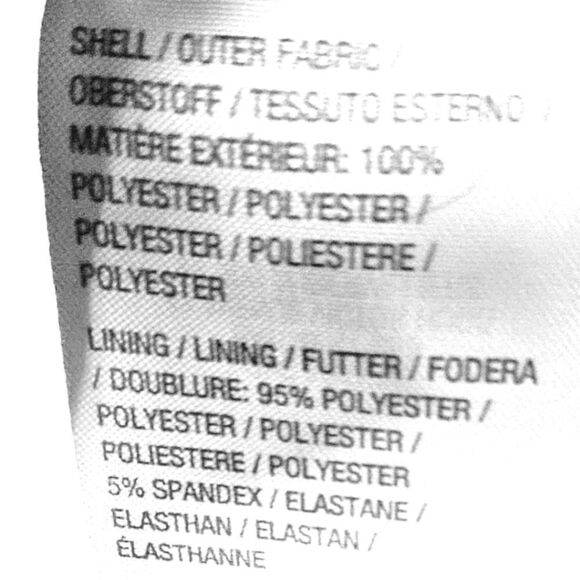 SHELL / OUTER FABRIC /
OBERSTOFF / TESSUTO ESTERNO /
MATIÈRE EXTÉRIEUR: 100%
POLYESTER / POLYESTER /
POLYESTER / POLIESTERE /
POLYESTER
LINING / LINING / FUTTER / FODERA
/ DOUBLURE: 95% POLYESTER /
POLYESTER / POLYESTER /
POLIESTERE / POLYESTER
5% SPANDEX / ELASTANE /
ELASTHAN / ELASTAN /
ÉLASTHANNE